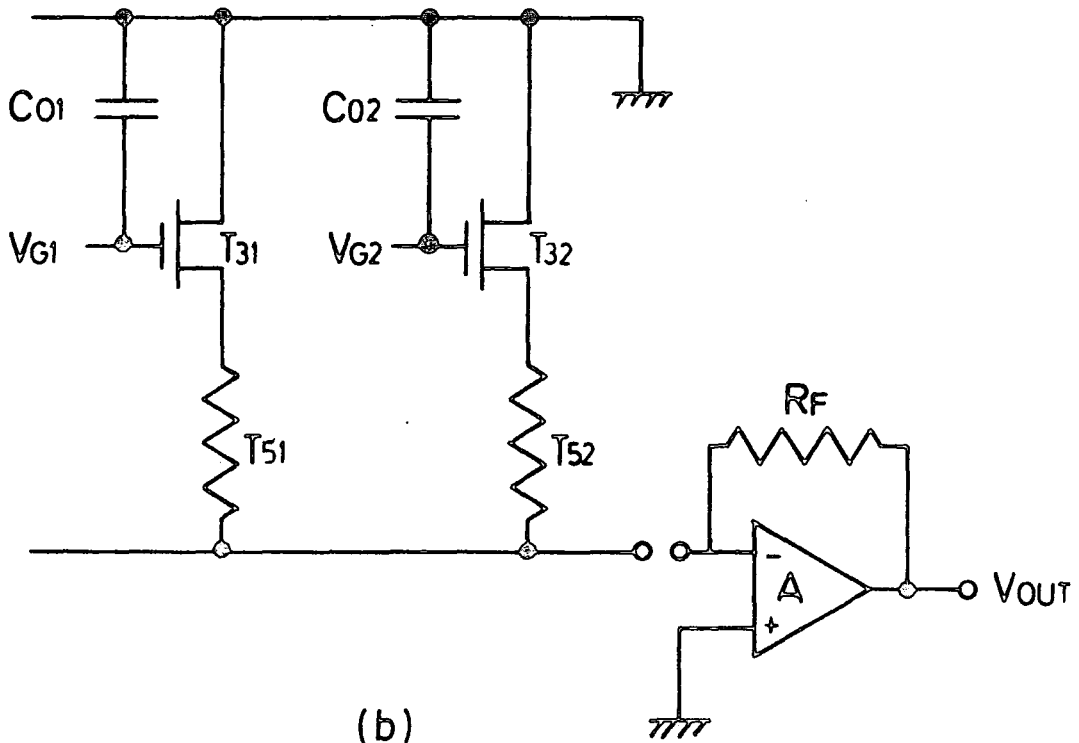 C01 C02
VG1 T31 VG2 T32
T51 T52
RF
-
A
+
VOUT
(b)